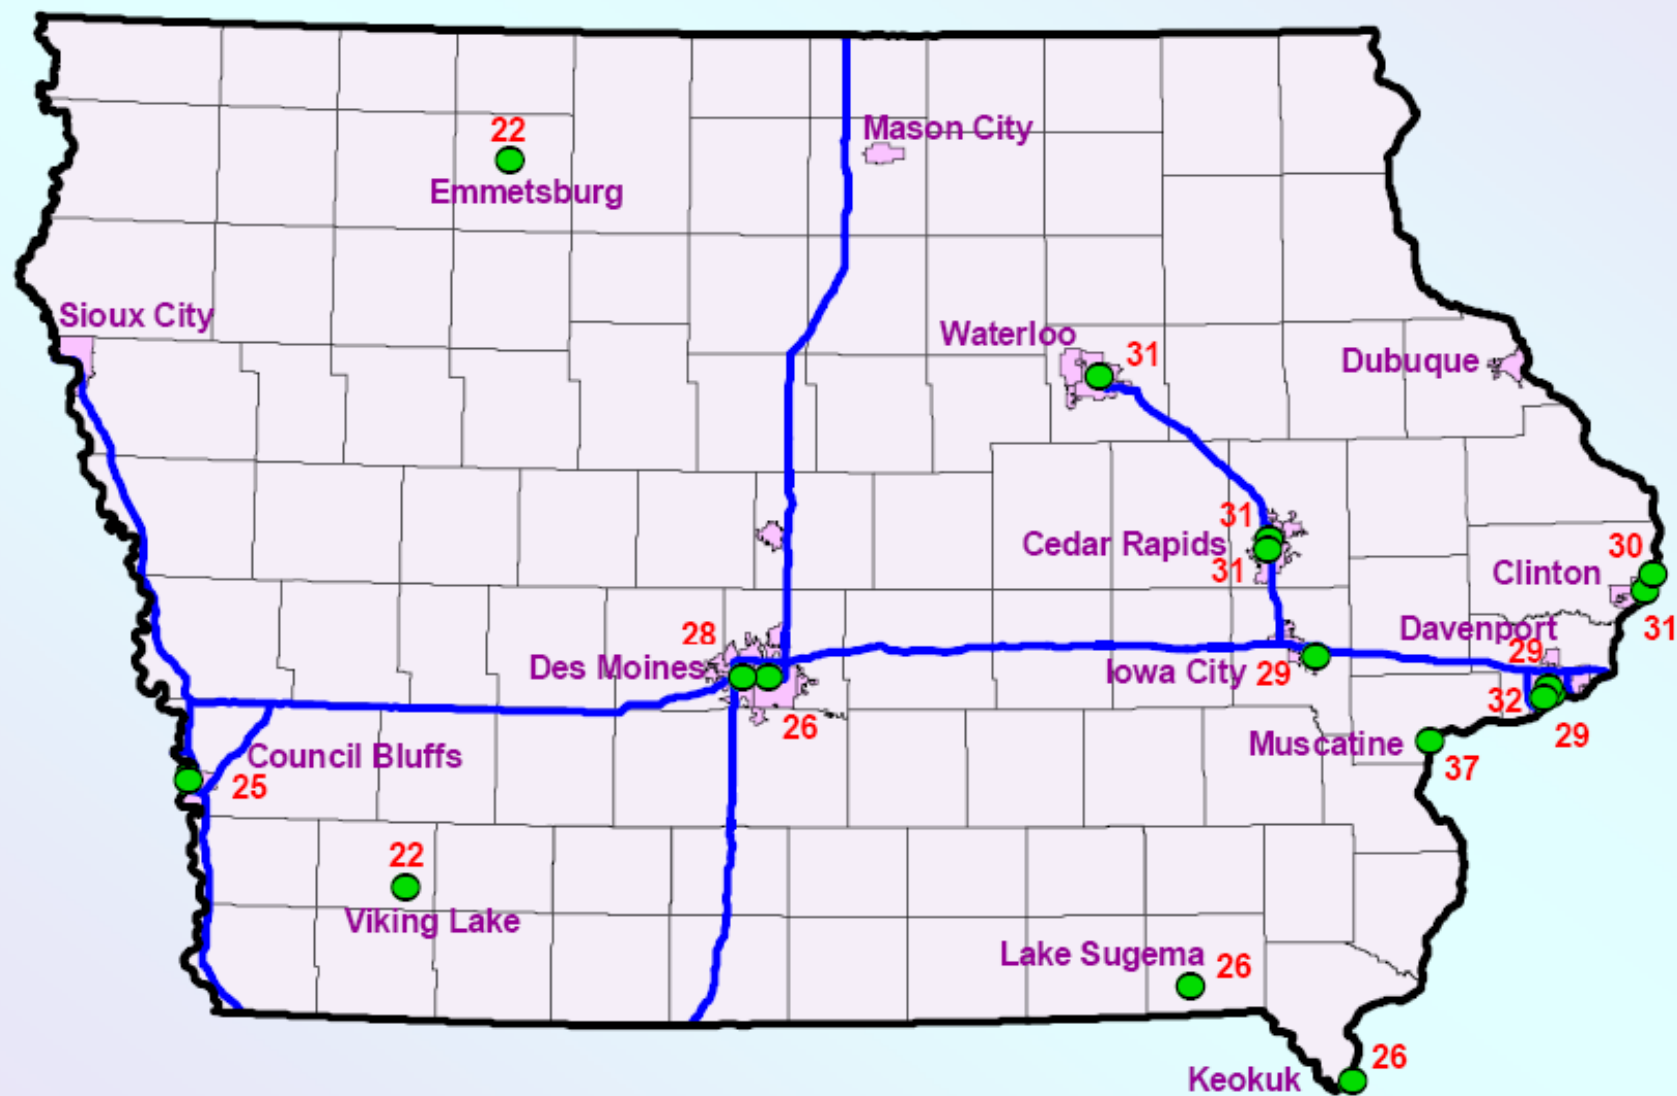 Mason City
22
Emmetsburg
Sioux City
Waterloo
31
Dubuque
31
Cedar Rapids
31
30
Clinton
31
Davenport
29
28
Des Moines
26
Iowa City
29
32
29
Muscatine
37
Council Bluffs
25
22
Viking Lake
Lake Sugema
26
26
Keokuk